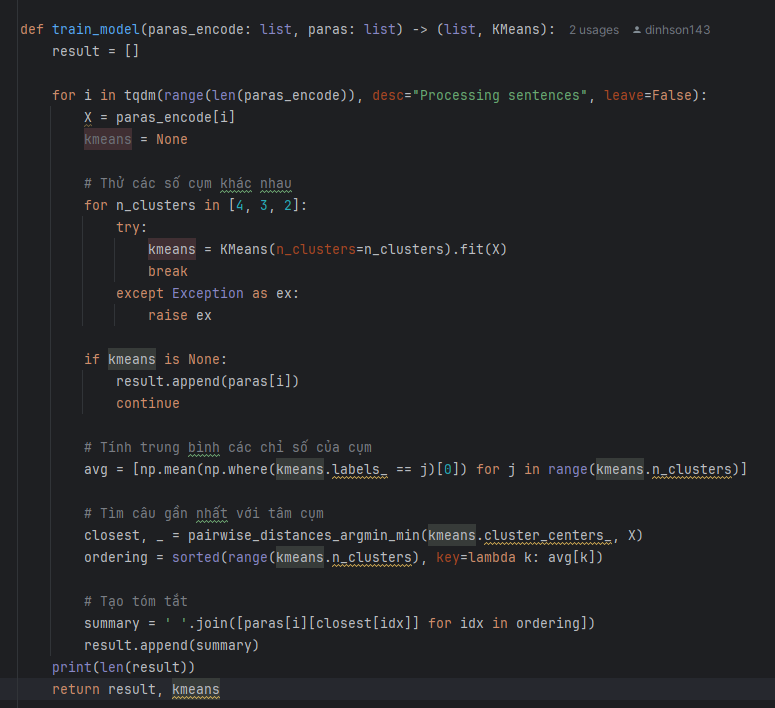 def train_model(paras_encode: list, paras: list) -> (list, KMeans): 2 usages dinhson143
    result = []

    for i in tqdm(range(len(paras_encode)), desc="Processing sentences", leave=False):
        X = paras_encode[i]
        kmeans = None

        # Thử các số cụm khác nhau
        for n_clusters in [4, 3, 2]:
            try:
                kmeans = KMeans(n_clusters=n_clusters).fit(X)
                break
            except Exception as ex:
                raise ex

        if kmeans is None:
            result.append(paras[i])
            continue

        # Tính trung bình các chỉ số của cụm
        avg = [np.mean(np.where(kmeans.labels_ == j)[0]) for j in range(kmeans.n_clusters)]

        # Tìm câu gần nhất với tâm cụm
        closest, _ = pairwise_distances_argmin_min(kmeans.cluster_centers_, X)
        ordering = sorted(range(kmeans.n_clusters), key=lambda k: avg[k])

        # Tạo tóm tắt
        summary = ' '.join([paras[i][closest[idx]] for idx in ordering])
        result.append(summary)
    print(len(result))
    return result, kmeans